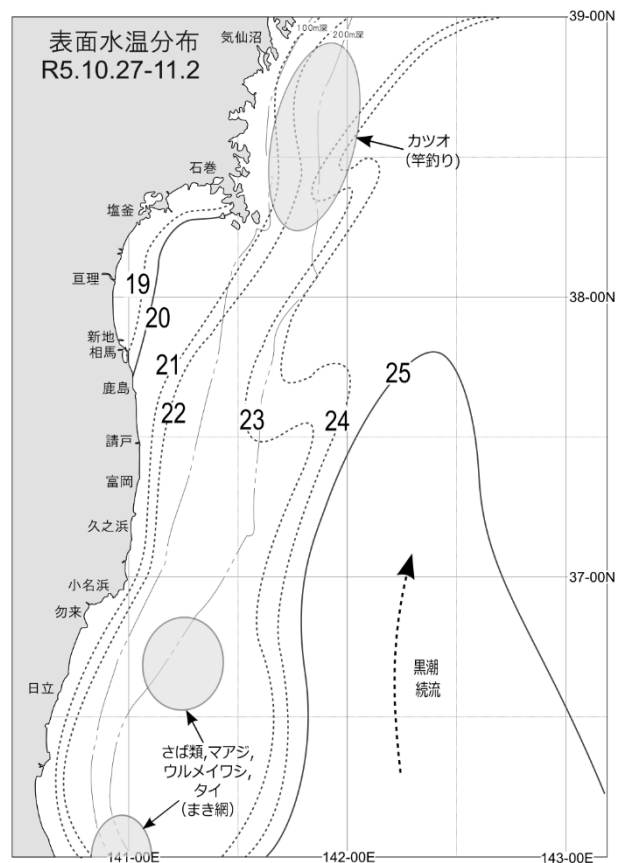 表面水温分布
R5.10.27-11.2
気仙沼
100m深
200m深
39-00N
カツオ
(竿釣り)
石巻
塩釜
亘理
19
38-00N
20
新地
相馬
21
25
鹿島
22
23
24
請戸
富岡
久之浜
小名浜
37-00N
勿来
黒潮
続流
日立
さば類,マアジ,
ウルメイワシ,
タイ
(まき網)
141-00E
142-00E
143-00E